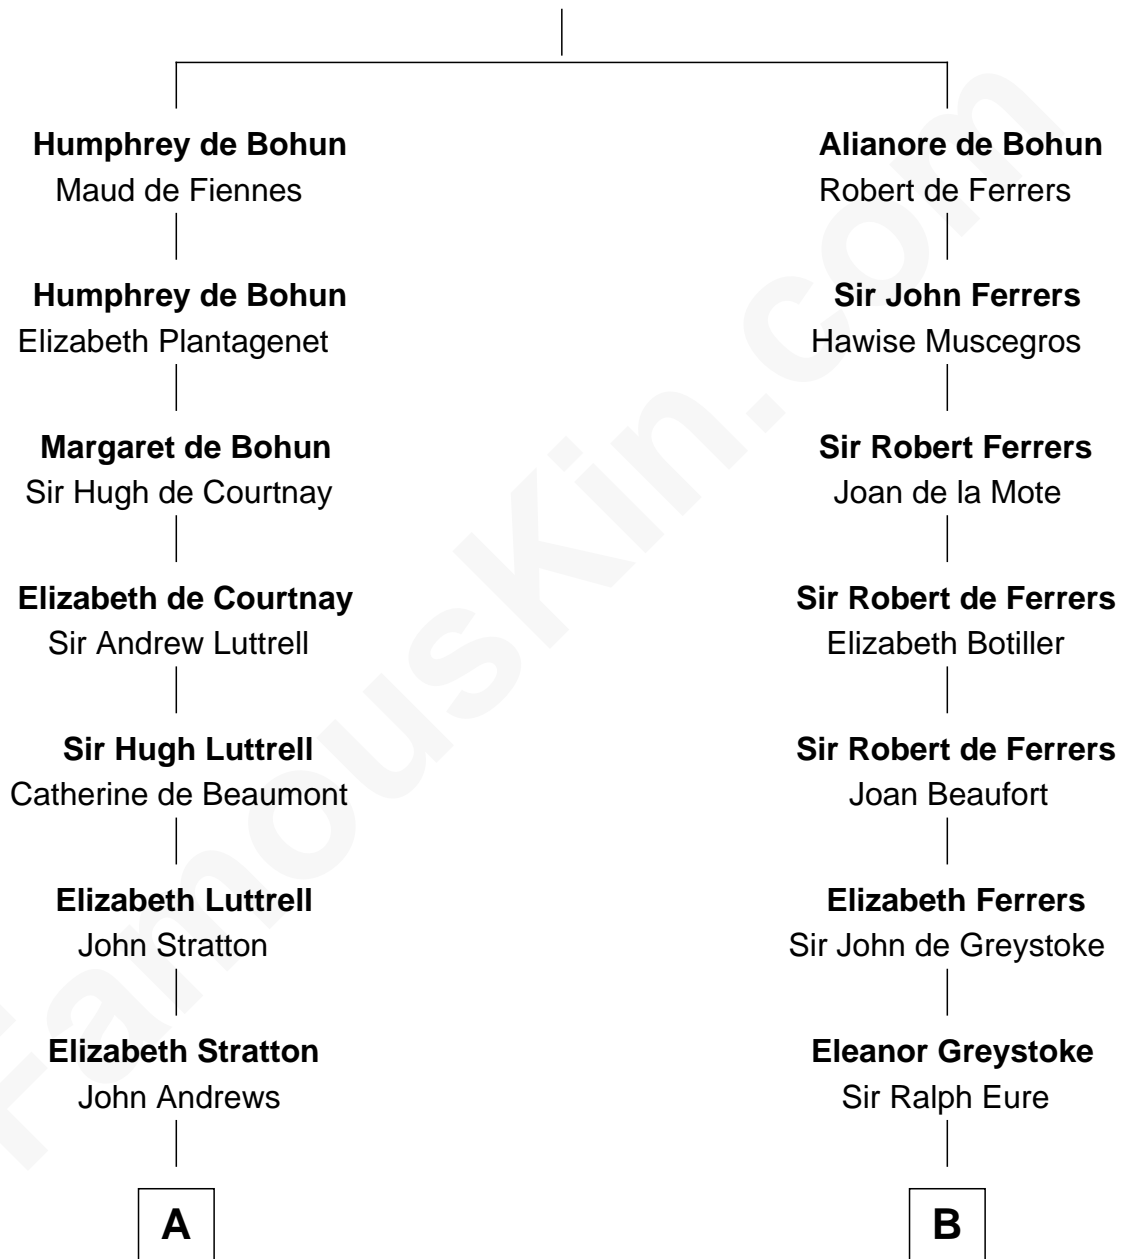 Humphrey de Bohun
Maud de Fiennes
Humphrey de Bohun
Elizabeth Plantagenet
Margaret de Bohun
Sir Hugh de Courtnay
Elizabeth de Courtnay
Sir Andrew Luttrell
Sir Hugh Luttrell
Catherine de Beaumont
Elizabeth Luttrell
John Stratton
Elizabeth Stratton
John Andrews
A
Alianore de Bohun
Robert de Ferrers
Sir John Ferrers
Hawise Muscegros
Sir Robert Ferrers
Joan de la Mote
Sir Robert de Ferrers
Elizabeth Botiller
Sir Robert de Ferrers
Joan Beaufort
Elizabeth Ferrers
Sir John de Greystoke
Eleanor Greystoke
Sir Ralph Eure
B
FamousKin.com